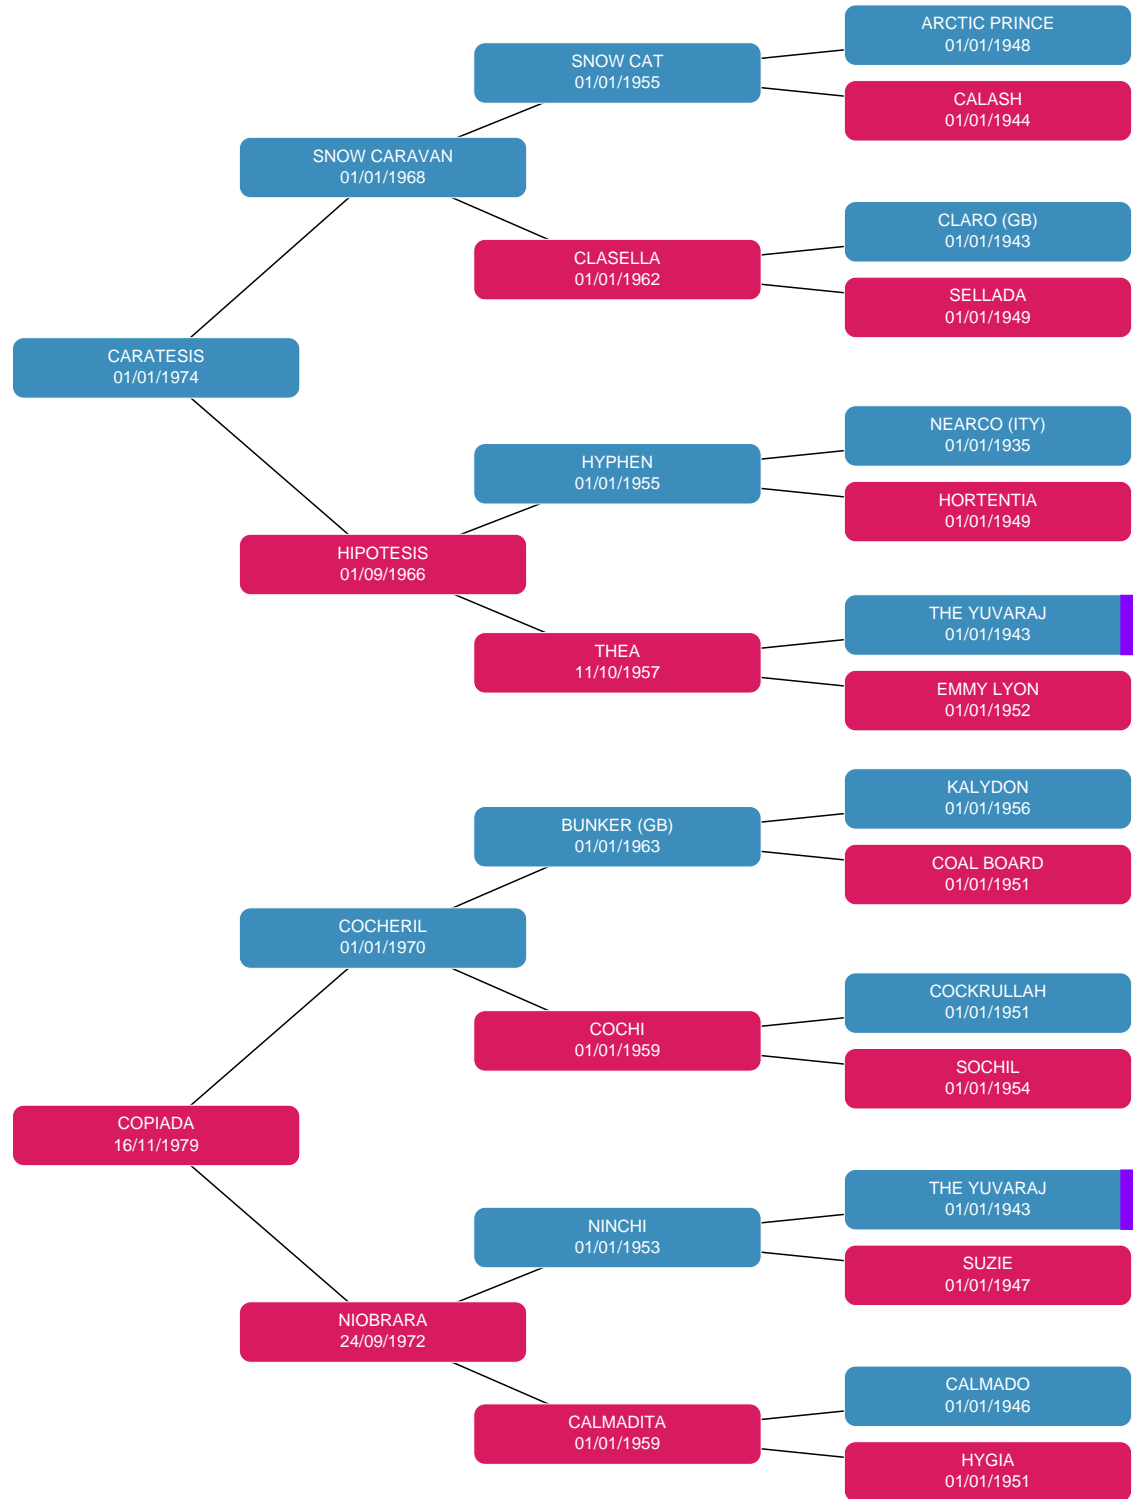 ARCTIC PRINCE
01/01/1948
SNOW CAT
01/01/1955
CALASH
01/01/1944
SNOW CARAVAN
01/01/1968
CLARO (GB)
01/01/1943
CLASELLA
01/01/1962
SELLADA
01/01/1949
CARATESIS
01/01/1974
NEARCO (ITY)
01/01/1935
HYPHEN
01/01/1955
HORTENTIA
01/01/1949
HIPOTESIS
01/09/1966
THE YUVARAJ
01/01/1943
THEA
11/10/1957
EMMY LYON
01/01/1952
KALYDON
01/01/1956
BUNKER (GB)
01/01/1963
COAL BOARD
01/01/1951
COCHERIL
01/01/1970
COCKRULLAH
01/01/1951
COCHI
01/01/1959
SOCHIL
01/01/1954
COPIADA
16/11/1979
THE YUVARAJ
01/01/1943
NINCHI
01/01/1953
SUZIE
01/01/1947
NIOBRARA
24/09/1972
CALMADO
01/01/1946
CALMADITA
01/01/1959
HYGIA
01/01/1951